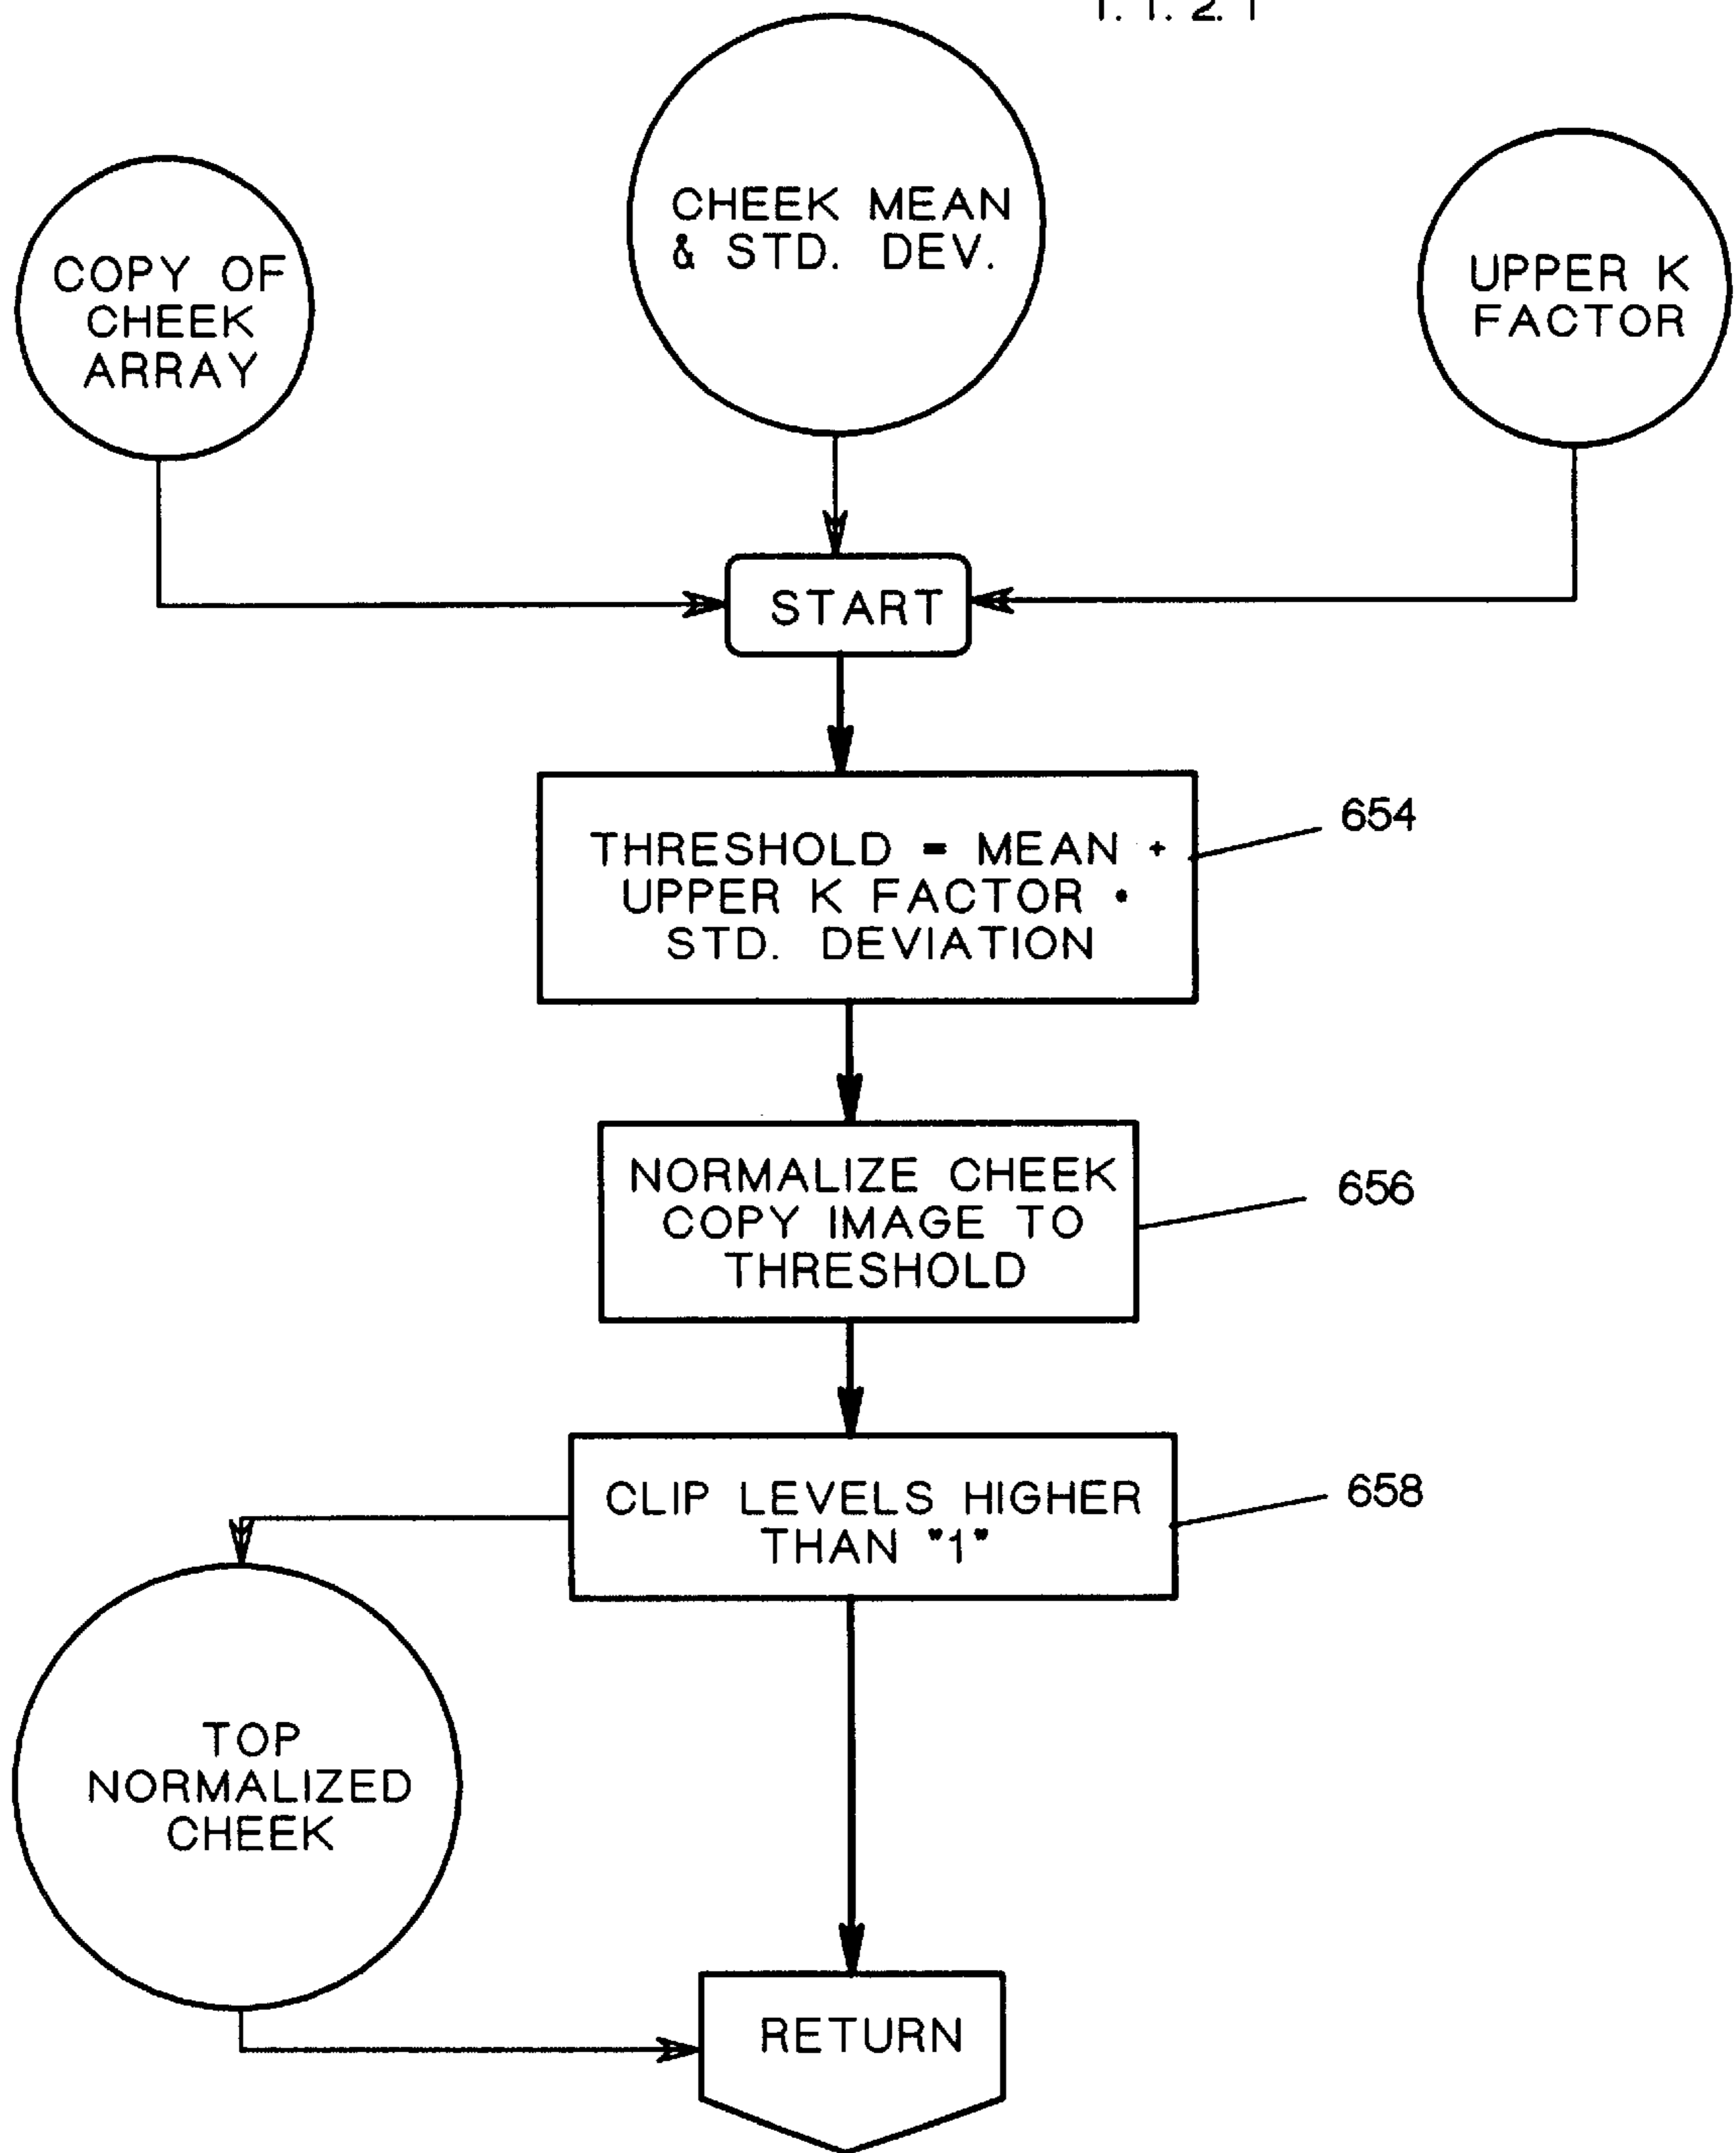 1. 1. 2. 1
CHEEK MEAN
& STD. DEV.
COPY OF
CHEEK
ARRAY
UPPER K
FACTOR
START
THRESHOLD = MEAN +
UPPER K FACTOR •
STD. DEVIATION
654
NORMALIZE CHEEK
COPY IMAGE TO
THRESHOLD
656
CLIP LEVELS HIGHER
THAN "1"
658
TOP
NORMALIZED
CHEEK
RETURN